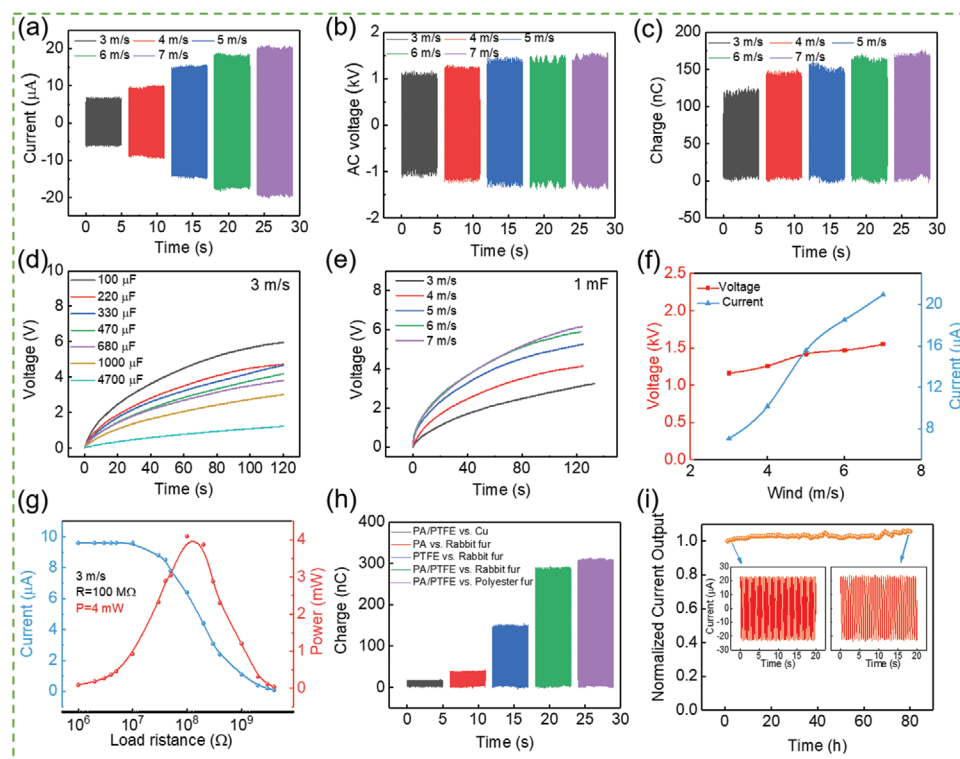 (a)
3 m/s 4 m/s 5 m/s
6 m/s 7 m/s
Current (μA)
20
10
0
-10
-20
0 5 10 15 20 25 30
Time (s)
(b)
3 m/s 4 m/s 5 m/s
6 m/s 7 m/s
AC voltage (kV)
2
1
0
-1
-2
0 5 10 15 20 25 30
Time (s)
(c)
3 m/s 4 m/s 5 m/s
6 m/s 7 m/s
Charge (nC)
200
150
100
50
0
-50
0 5 10 15 20 25 30
Time (s)
(d)
3 m/s
100 μF
220 μF
330 μF
470 μF
680 μF
1000 μF
4700 μF
Voltage (V)
10
8
6
4
2
0
0 20 40 60 80 100 120
Time (s)
(e)
1 mF
3 m/s
4 m/s
5 m/s
6 m/s
7 m/s
Voltage (V)
9
6
3
0
0 25 50 75 100 125
Time (s)
(f)
Voltage
Current
Voltage (kV)
2.5
2.0
1.5
1.0
0.5
0.0
Current (μA)
20
16
12
8
2 4 6 8
Wind (m/s)
(g)
3 m/s
R=100 MΩ
P=4 mW
Current (μA)
10
8
6
4
2
0
Power (mW)
4
3
2
1
0
10⁶ 10⁷ 10⁸ 10⁹
Load ristance (Ω)
(h)
PA/PTFE vs. Cu
PA vs. Rabbit fur
PTFE vs. Rabbit fur
PA/PTFE vs. Rabbit fur
PA/PTFE vs. Polyester fur
Charge (nC)
400
300
200
100
0
0 5 10 15 20 25 30
Time (s)
(i)
Normalized Current Output
1.0
0.8
0.6
0.4
0.2
0.0
Current (μA)
30
20
10
0
-10
-20
-30
0 5 10 15 20
Time (s)
0 5 10 15 20
Time (s)
0 20 40 60 80
Time (h)